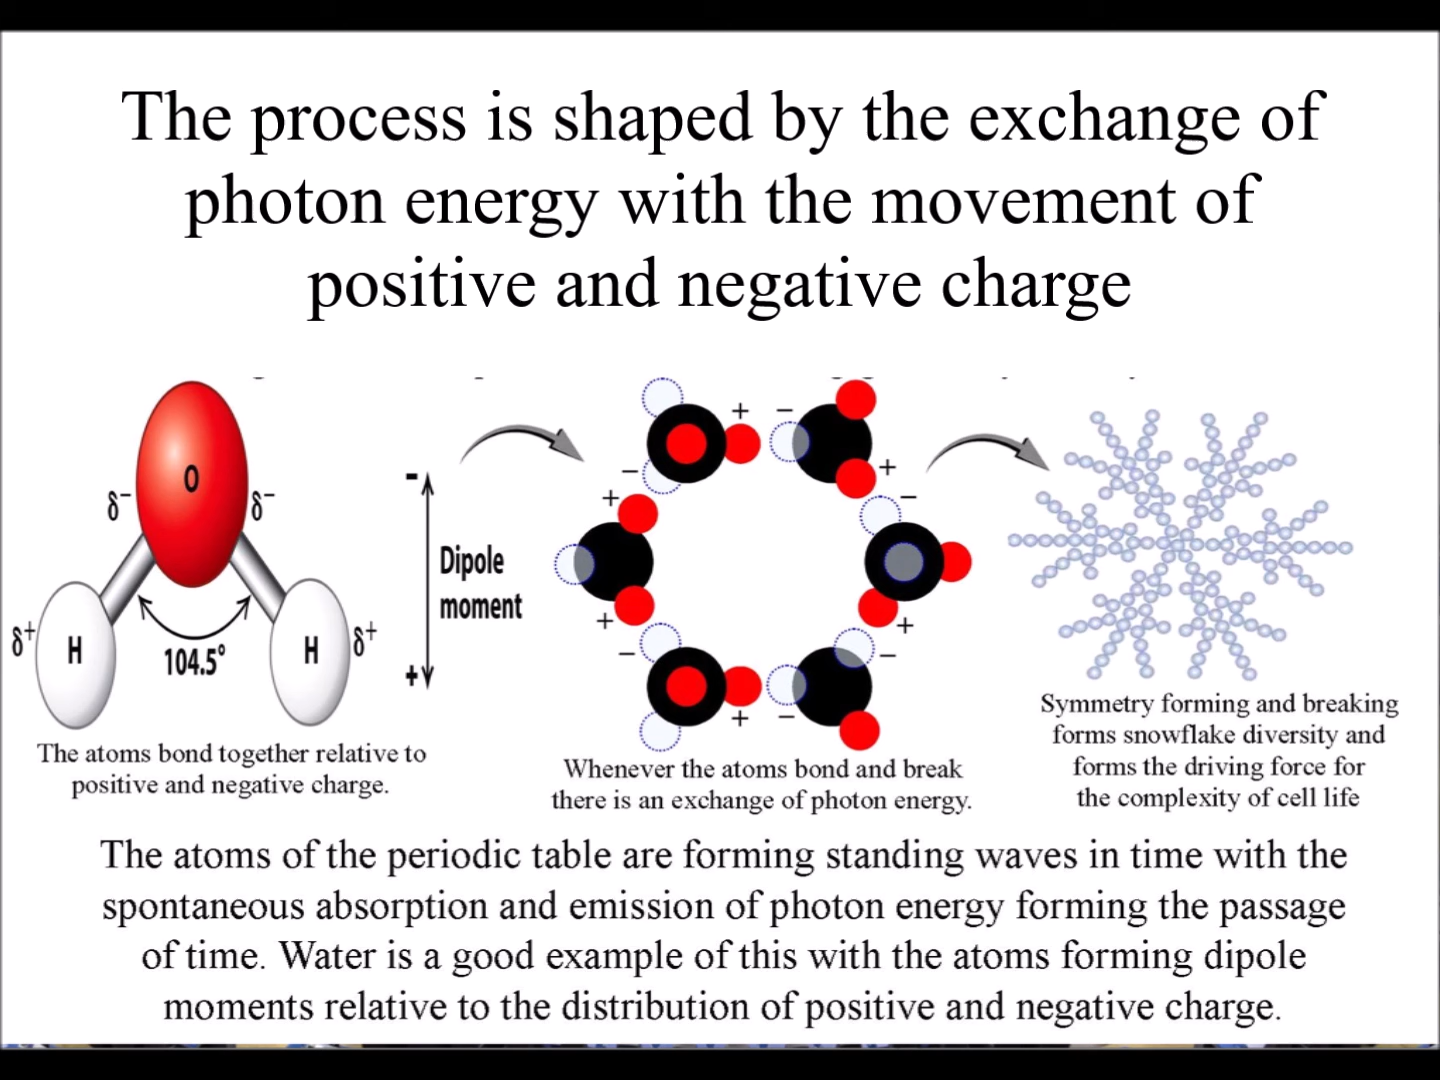 The process is shaped by the exchange of
photon energy with the movement of
positive and negative charge
O
δ⁻
δ⁻
H
H
δ⁺
δ⁺
104.5°
-
Dipole
moment
+
+
−
−
+
+
−
+
−
+
−
+
−
+
−
The atoms bond together relative to
positive and negative charge.
Whenever the atoms bond and break
there is an exchange of photon energy.
Symmetry forming and breaking
forms snowflake diversity and
forms the driving force for
the complexity of cell life
The atoms of the periodic table are forming standing waves in time with the
spontaneous absorption and emission of photon energy forming the passage
of time. Water is a good example of this with the atoms forming dipole
moments relative to the distribution of positive and negative charge.